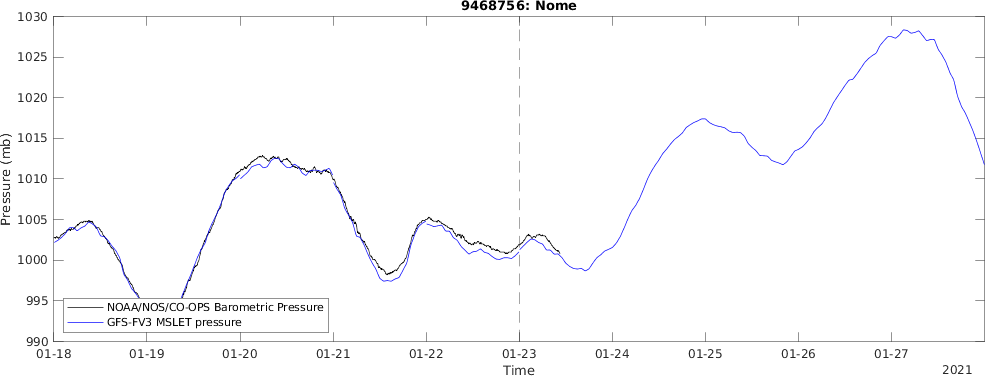 9468756: Nome
1030
1025
1020
1015
1010
1005
1000
995
990
Pressure (mb)
NOAA/NOS/CO-OPS Barometric Pressure
GFS-FV3 MSLET pressure
01-18 01-19 01-20 01-21 01-22 01-23 01-24 01-25 01-26 01-27
Time
2021